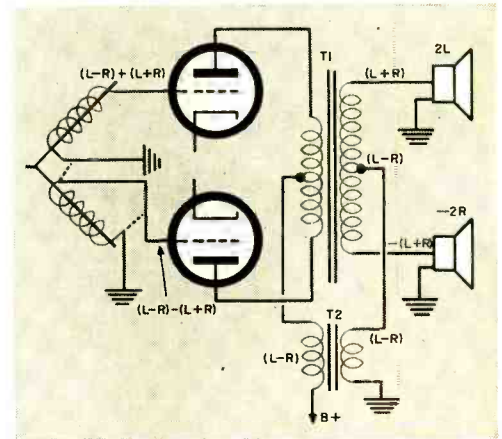 T1
2L
(L-R)+(L+R)
(L+R)
(L-R)
-(L+R)
-2R
(L-R)-(L+R)
T2
(L-R)
(L-R)
B+